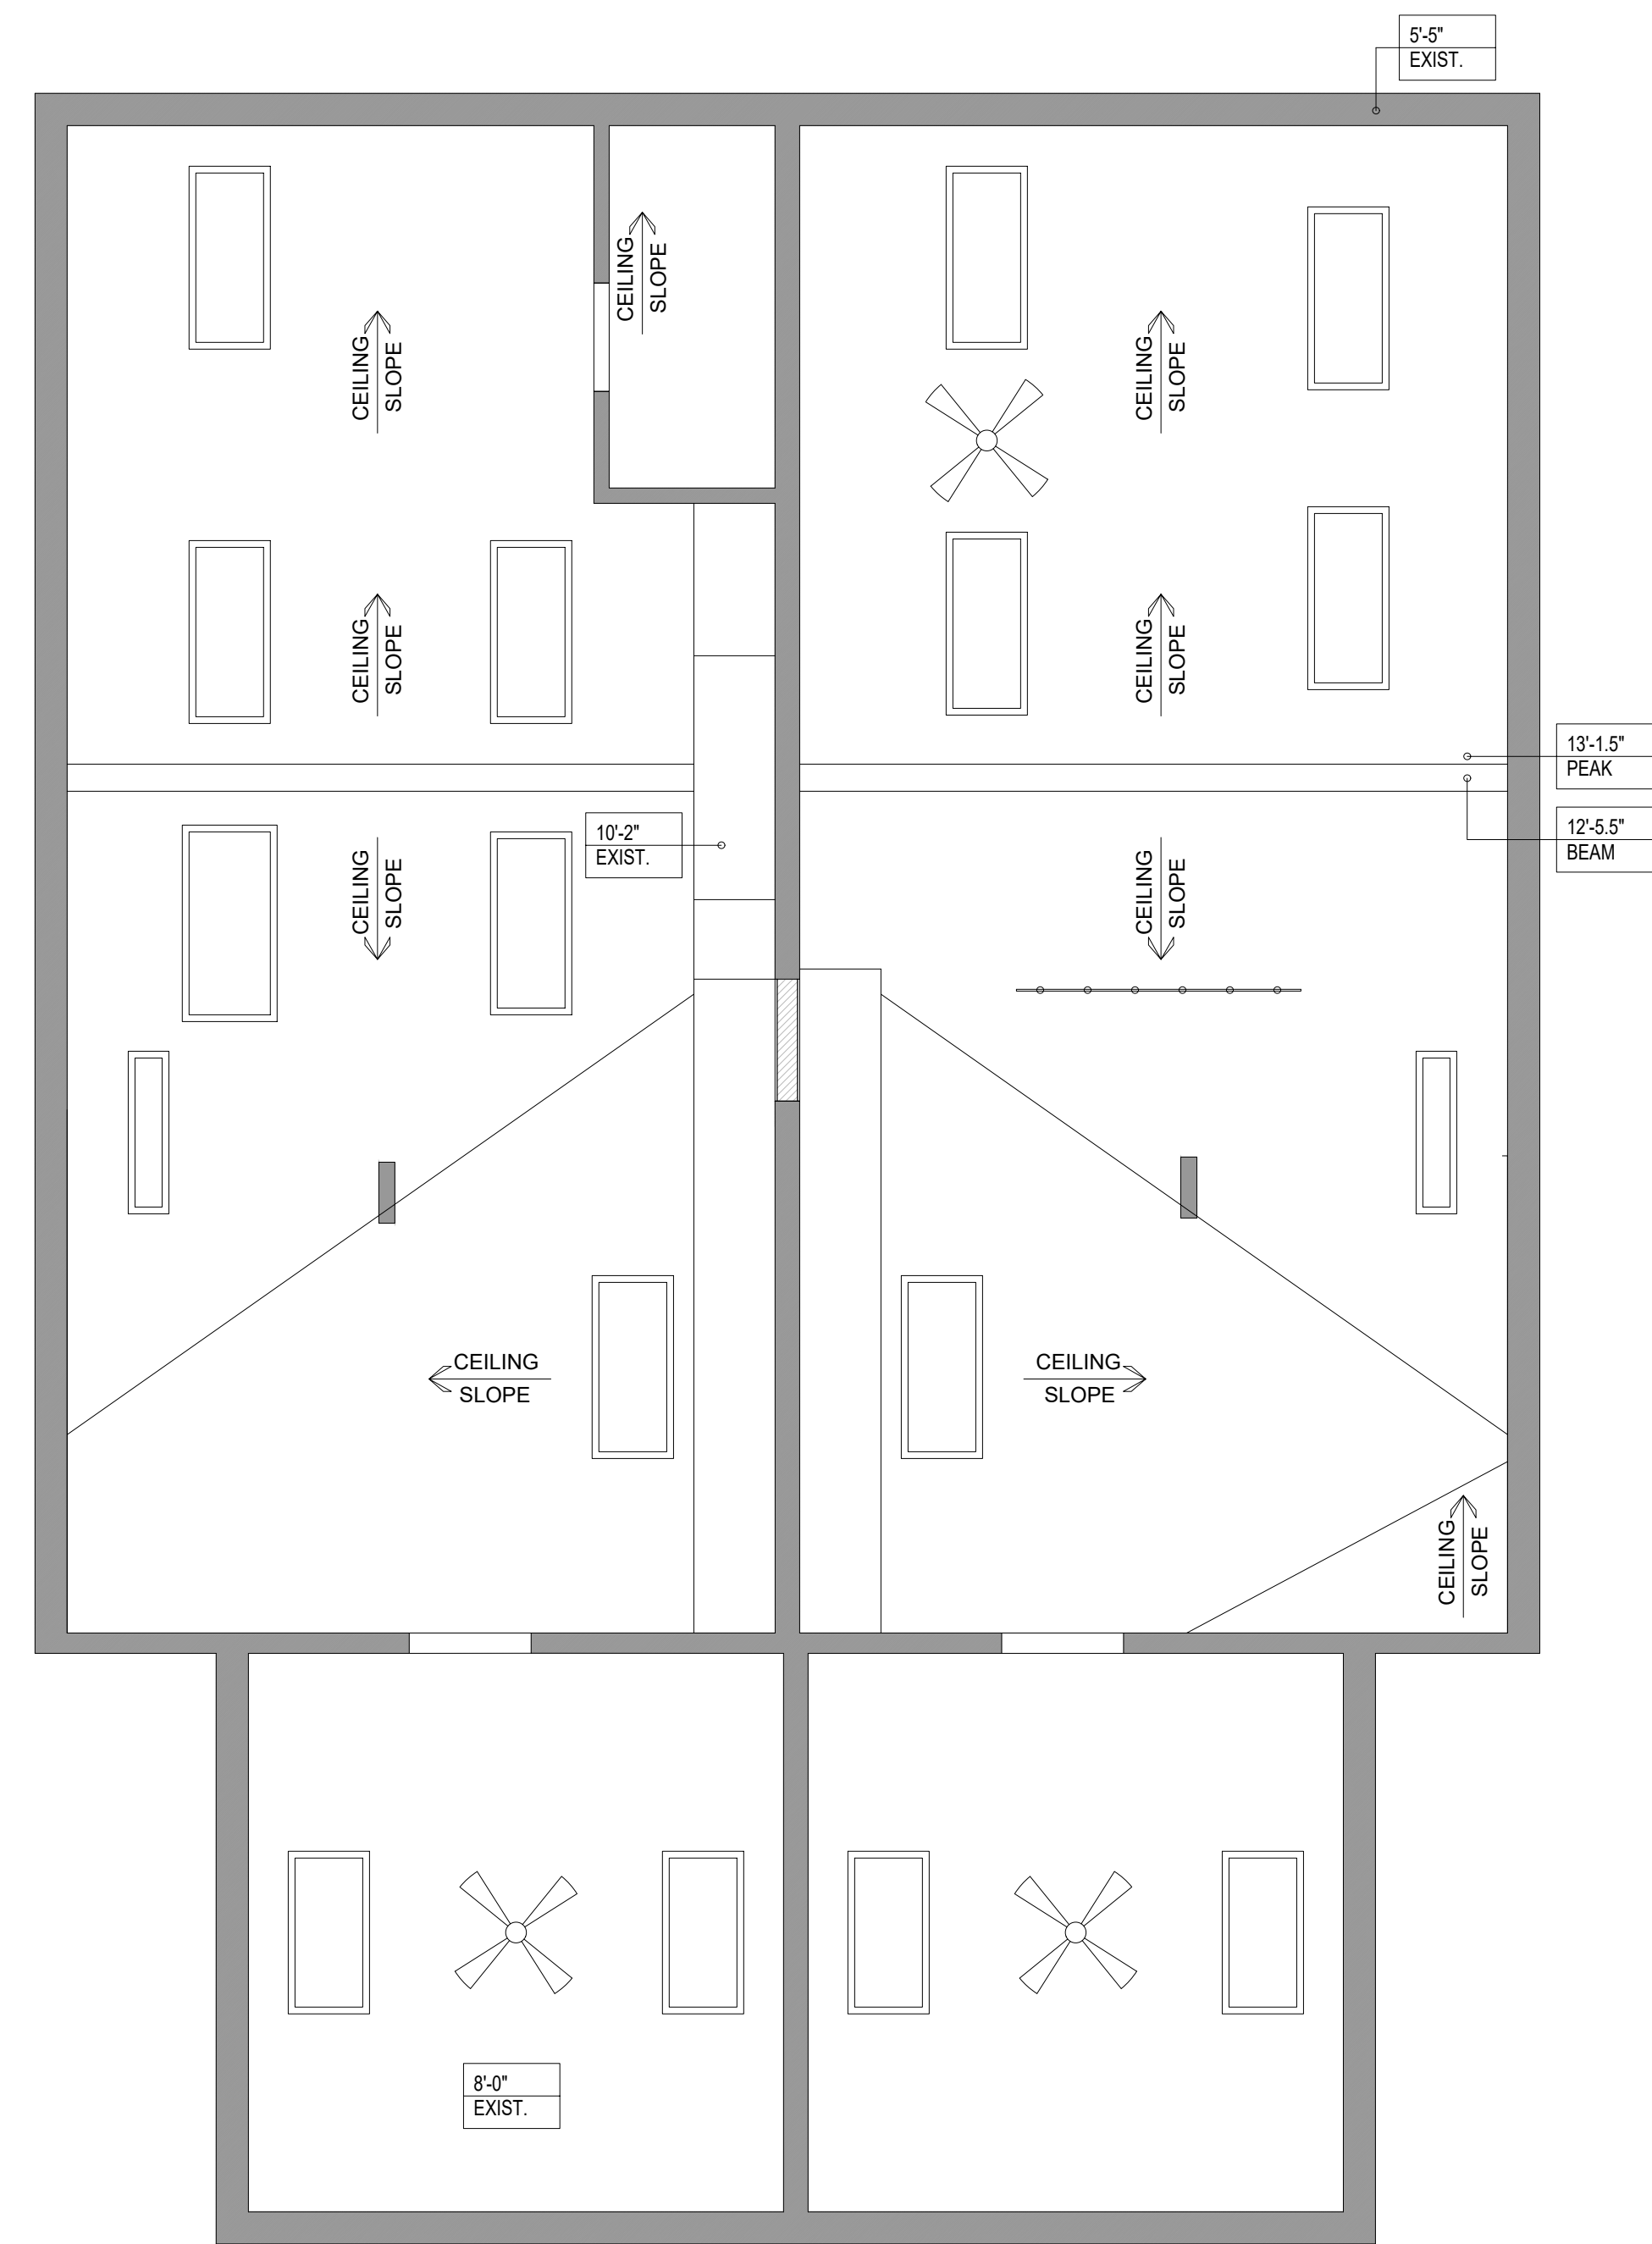 5'-5"
EXIST.
CEILING
SLOPE
CEILING
SLOPE
CEILING
SLOPE
CEILING
SLOPE
CEILING
SLOPE
13'-1.5"
PEAK
12'-5.5"
BEAM
10'-2"
EXIST.
CEILING
SLOPE
CEILING
SLOPE
CEILING
SLOPE
CEILING
SLOPE
CEILING
SLOPE
8'-0"
EXIST.